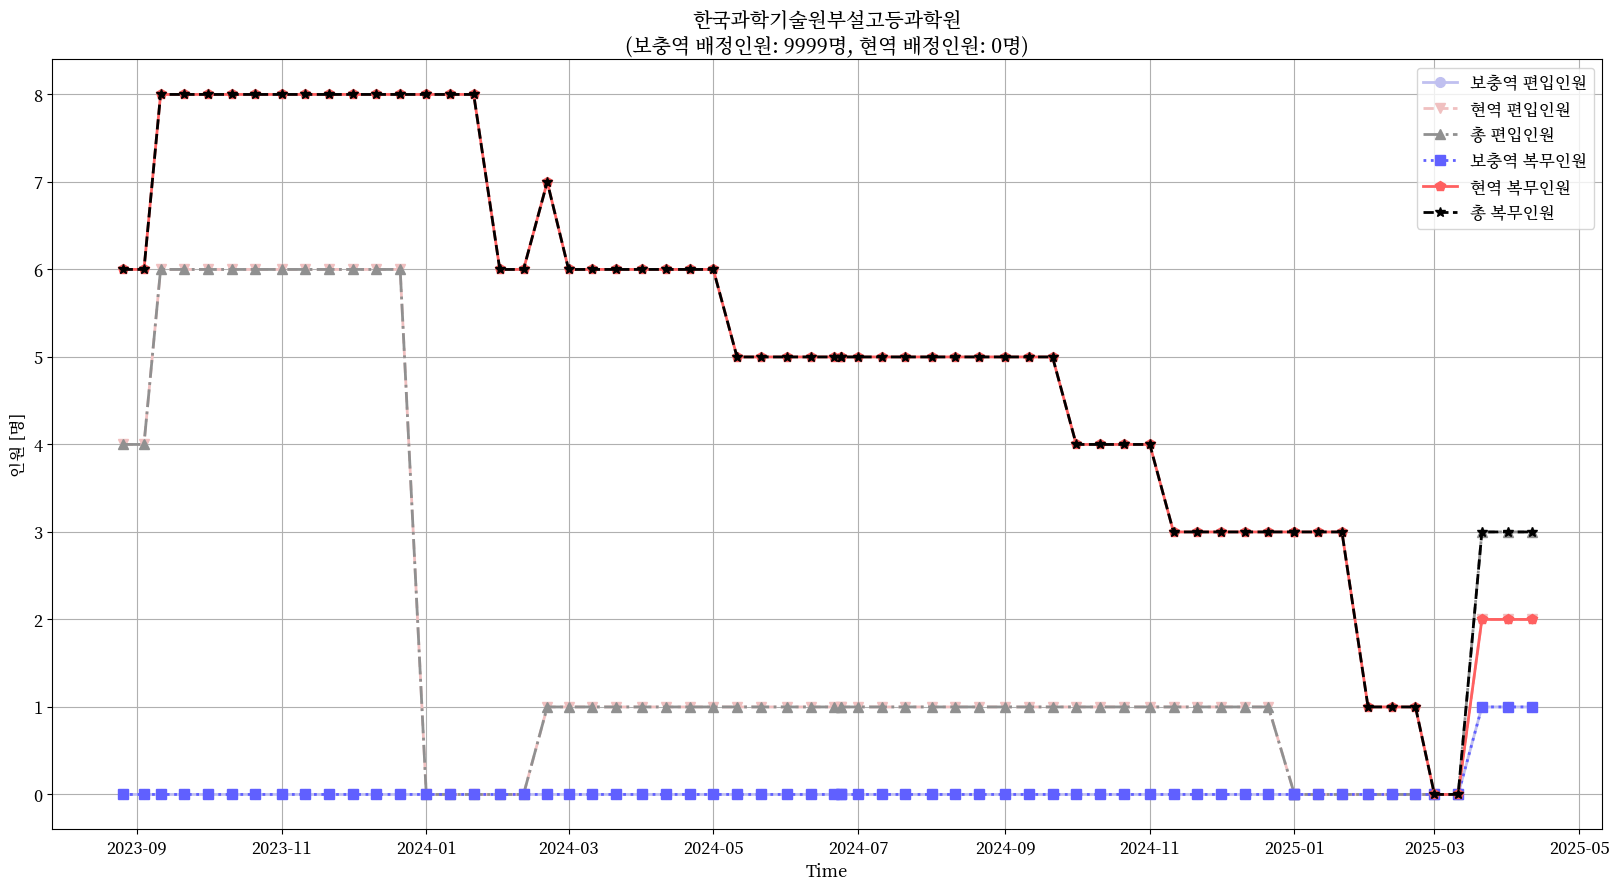 한국과학기술원부설고등과학원
(보충역 배정인원: 9999명, 현역 배정인원: 0명)
보충역 편입인원
현역 편입인원
총 편입인원
보충역 복무인원
현역 복무인원
총 복무인원
인원 [명]
8
7
6
5
4
3
2
1
0
2023-09
2023-11
2024-01
2024-03
2024-05
2024-07
2024-09
2024-11
2025-01
2025-03
2025-05
Time